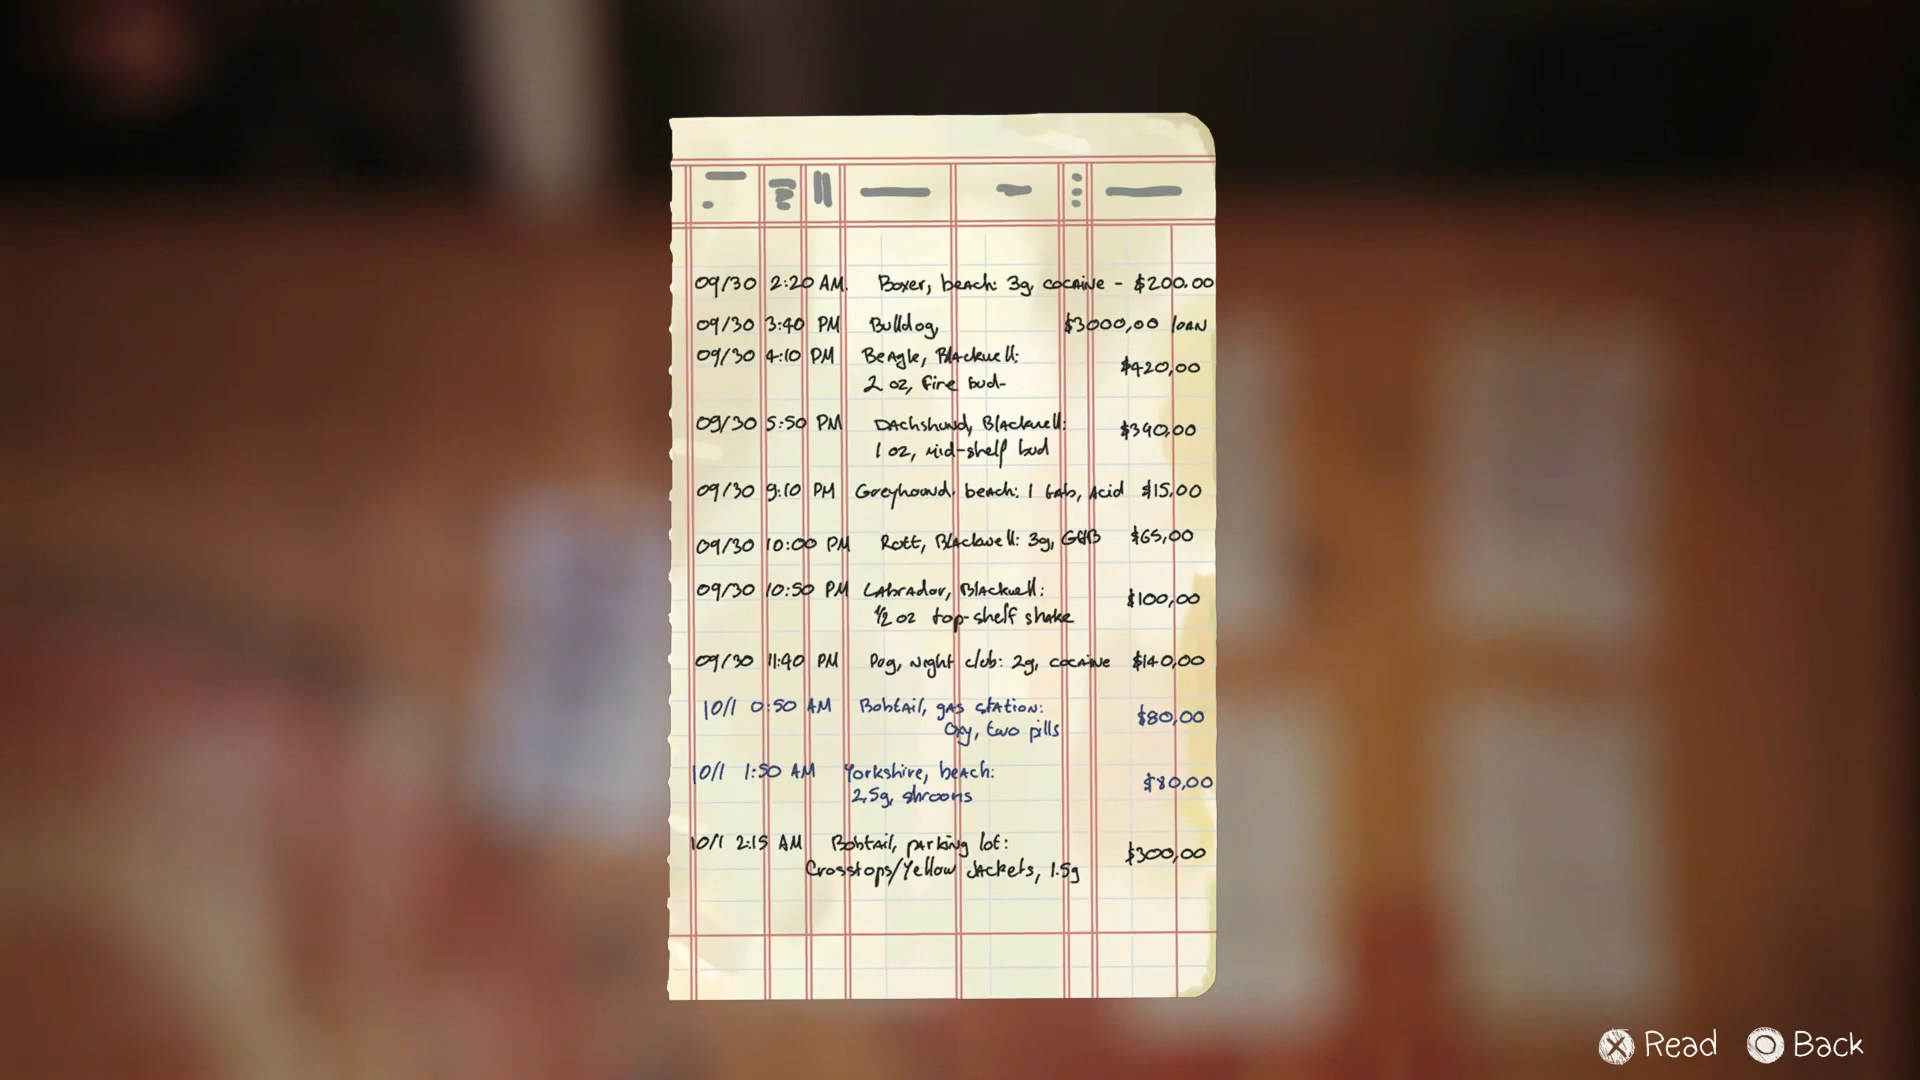 09/30 2:20 AM. Boxer, beach: 3g, cocaine - $200.00
09/30 3:40 PM Bulldog, $3000,00 loan
09/30 4:10 PM Beagle, Blackwell:
2 oz, fire bud- $420,00
09/30 5:50 PM Dachshund, Blackwell: $340,00
1 oz, mid-shelf bud
09/30 9:10 PM Greyhound, beach: 1 tab, acid $15,00
09/30 10:00 PM Rott, Blackwell: 3g, GHB $65,00
09/30 10:50 PM Labrador, Blackwell: $100,00
1/2 oz top-shelf shake
09/30 11:40 PM Pug, night club: 2g, cocaine $140,00
10/1 0:50 AM Bobtail, gas station: $80,00
Oxy, two pills
10/1 1:50 AM Yorkshire, beach: $80,00
2,5g, shrooms
10/1 2:15 AM Bobtail, parking lot: $300,00
Crosstops/Yellow Jackets, 1.5g
Read Back